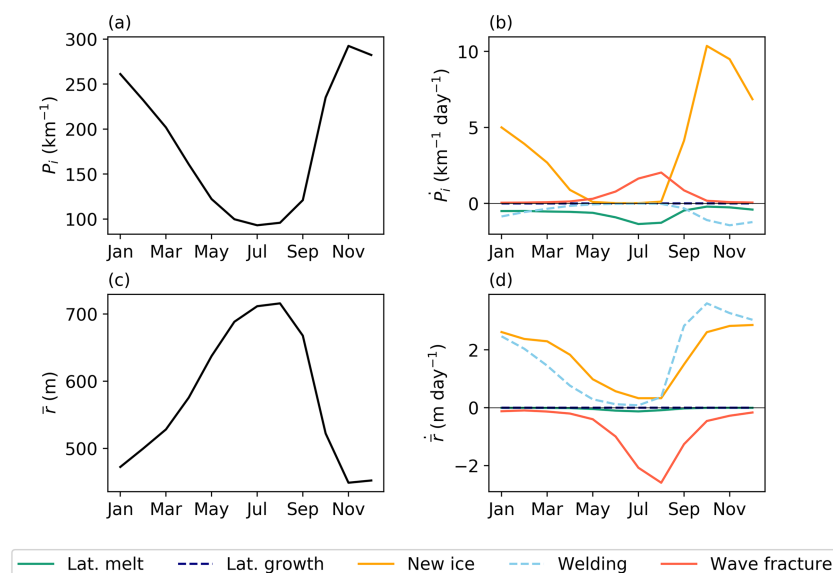 (a)
300
250
200
150
100
P_i (km⁻¹)
Jan Mar May Jul Sep Nov
(b)
10
5
0
Ṗ_i (km⁻¹ day⁻¹)
Jan Mar May Jul Sep Nov
(c)
700
600
500
r̅ (m)
Jan Mar May Jul Sep Nov
(d)
2
0
−2
ṙ̅ (m day⁻¹)
Jan Mar May Jul Sep Nov
Lat. melt Lat. growth New ice Welding Wave fracture